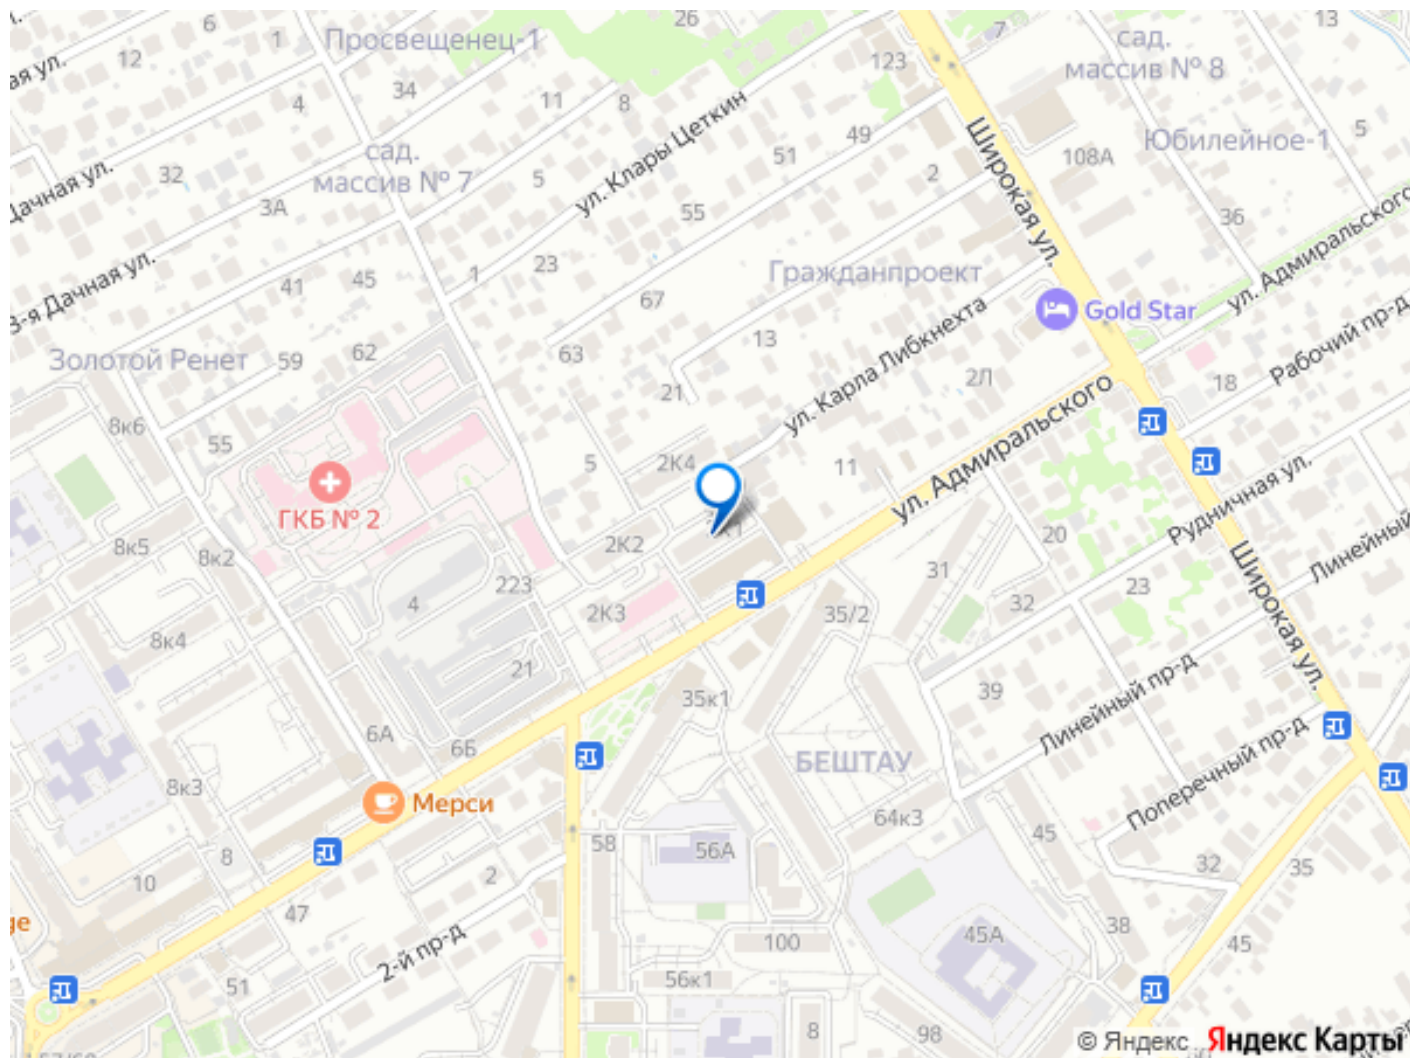 26
6
1
12
Просвещенец-1
7
13
сад.
массив № 8
123
4
34
11
8
49
ул. Клары Цеткин
Широкая ул.
Юбилейное-1
5
108А
сад.
массив № 7
51
2
32
Дачная ул.
3А
5
55
36
ул. Адмиральского
3-я Дачная ул.
45
41
1
23
67
Гражданпроект
Gold Star
Рабочий пр-д
ул. Карла Либкнехта
Золотой Ренет
59
62
63
13
2Л
18
21
ул. Адмиральского
8к6
55
5
2К4
11
Рудничная ул.
ГКБ № 2
20
Линейный
8к5
8к2
2К2
Широкая ул.
31
23
32
223
4
2К3
35/2
8к4
21
39
Линейный пр-д
35к1
6А
6Б
БЕШТАУ
Поперечный пр-д
8к3
Мерси
64к3
45
58
56А
8
32
35
10
2
47
38
45
2-й пр-д
100
45А
51
56к1
8
98
© Яндекс Яндекс Карты